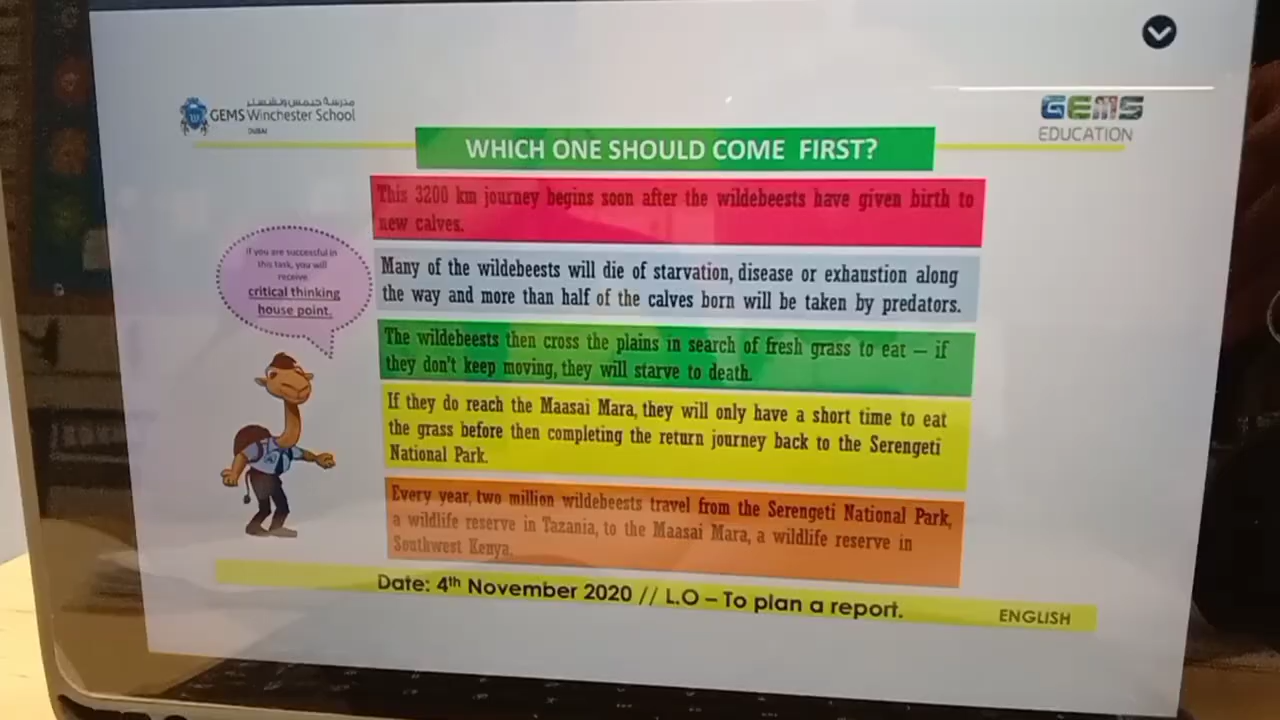 مدرسة جيمس ونشستر
GEMS Winchester School
DUBAI
GEMS
EDUCATION
WHICH ONE SHOULD COME FIRST?
This 3200 km journey begins soon after the wildebeests have given birth to
new calves.
If you are successful in
this task, you will
receive
critical thinking
house point.
Many of the wildebeests will die of starvation, disease or exhaustion along
the way and more than half of the calves born will be taken by predators.
The wildebeests then cross the plains in search of fresh grass to eat – if
they don't keep moving, they will starve to death.
If they do reach the Maasai Mara, they will only have a short time to eat
the grass before then completing the return journey back to the Serengeti
National Park.
Every year, two million wildebeests travel from the Serengeti National Park,
a wildlife reserve in Tazania, to the Maasai Mara, a wildlife reserve in
Southwest Kenya.
Date: 4th November 2020 // L.O – To plan a report.
ENGLISH